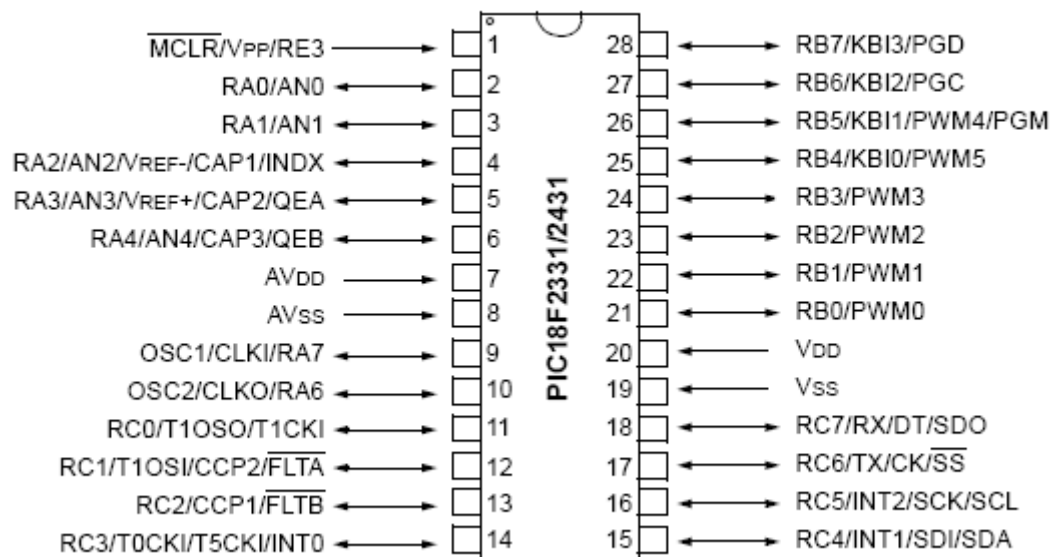 MCLR/VPP/RE3 1
RA0/AN0 2
RA1/AN1 3
RA2/AN2/VREF-/CAP1/INDX 4
RA3/AN3/VREF+/CAP2/QEA 5
RA4/AN4/CAP3/QEB 6
AVDD 7
AVSS 8
OSC1/CLKI/RA7 9
OSC2/CLKO/RA6 10
RC0/T1OSO/T1CKI 11
RC1/T1OSI/CCP2/FLTA 12
RC2/CCP1/FLTB 13
RC3/T0CKI/T5CKI/INT0 14
PIC18F2331/2431
28 RB7/KBI3/PGD
27 RB6/KBI2/PGC
26 RB5/KBI1/PWM4/PGM
25 RB4/KBI0/PWM5
24 RB3/PWM3
23 RB2/PWM2
22 RB1/PWM1
21 RB0/PWM0
20 VDD
19 VSS
18 RC7/RX/DT/SDO
17 RC6/TX/CK/SS
16 RC5/INT2/SCK/SCL
15 RC4/INT1/SDI/SDA